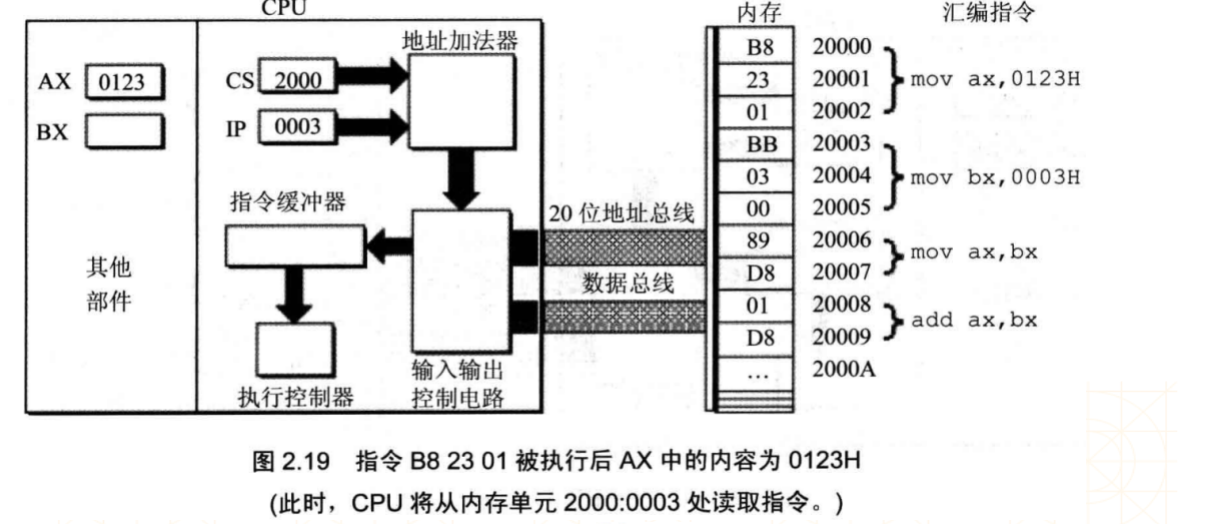 CPU
内存
汇编指令
地址加法器
AX 0123
BX
CS 2000
IP 0003
指令缓冲器
其他
部件
执行控制器
输入输出
控制电路
20 位地址总线
数据总线
B8 20000
23 20001 mov ax,0123H
01 20002
BB 20003
03 20004 mov bx,0003H
00 20005
89 20006
mov ax,bx
D8 20007
01 20008
add ax,bx
D8 20009
… 2000A
图 2.19 指令 B8 23 01 被执行后 AX 中的内容为 0123H
(此时，CPU 将从内存单元 2000:0003 处读取指令。)